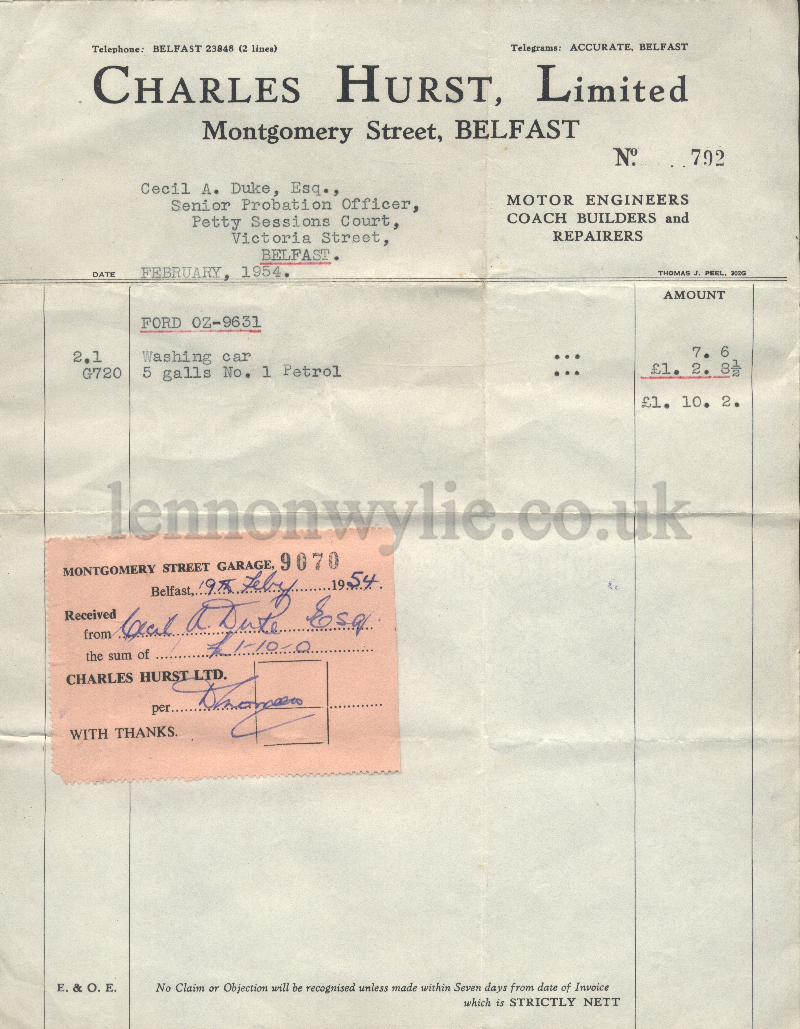 Telephone: BELFAST 23848 (2 lines)
Telegrams: ACCURATE, BELFAST
CHARLES HURST, Limited
Montgomery Street, BELFAST
No. 792
Cecil A. Duke, Esq.,
Senior Probation Officer,
Petty Sessions Court,
Victoria Street,
BELFAST.
MOTOR ENGINEERS
COACH BUILDERS and
REPAIRERS
DATE FEBRUARY, 1954.
THOMAS J. PEEL, 202G
AMOUNT
FORD OZ-9631
2.1 Washing car ... 7. 6
G720 5 galls No. 1 Petrol ... £1. 2. 8½
£1. 10. 2.
lennonwylie.co.uk
MONTGOMERY STREET GARAGE, 9070
Belfast, 19th Feby 1954.
Received
from Cecil A Duke Esq.
the sum of £1-10-0
CHARLES HURST LTD.
per
WITH THANKS.
E. & O. E. No Claim or Objection will be recognised unless made within Seven days from date of Invoice
which is STRICTLY NETT